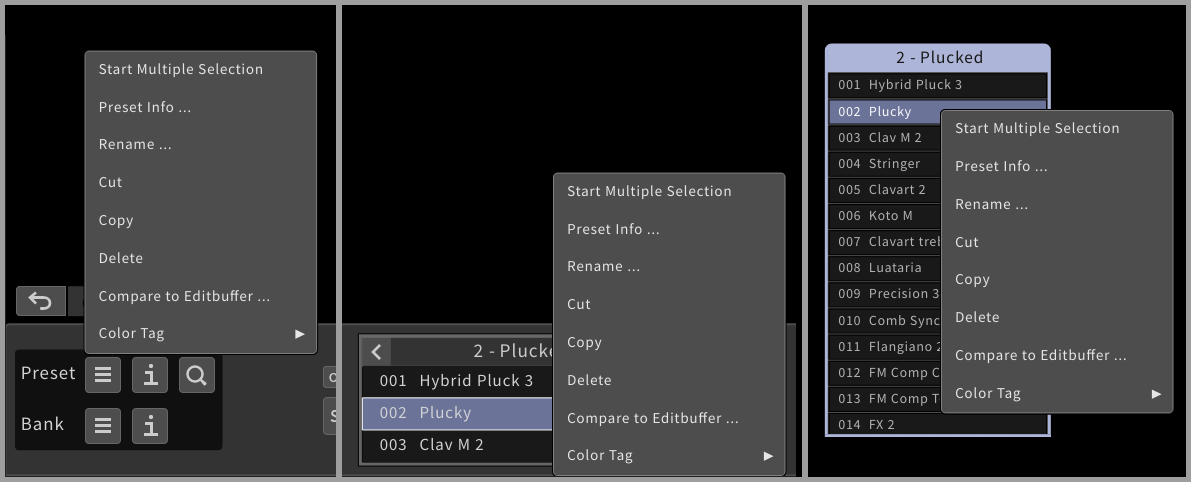 Start Multiple Selection
Preset Info ...
Rename ...
Cut
Copy
Delete
Compare to Editbuffer ...
Color Tag
Preset
Bank
2 - Plucke
001 Hybrid Pluck 3
002 Plucky
003 Clav M 2
Start Multiple Selection
Preset Info ...
Rename ...
Cut
Copy
Delete
Compare to Editbuffer ...
Color Tag
2 - Plucked
001 Hybrid Pluck 3
002 Plucky
003 Clav M 2
004 Stringer
005 Clavart 2
006 Koto M
007 Clavart tre
008 Luataria
009 Precision 3
010 Comb Sync
011 Flangiano 2
012 FM Comp C
013 FM Comp T
014 FX 2
Start Multiple Selection
Preset Info ...
Rename ...
Cut
Copy
Delete
Compare to Editbuffer ...
Color Tag